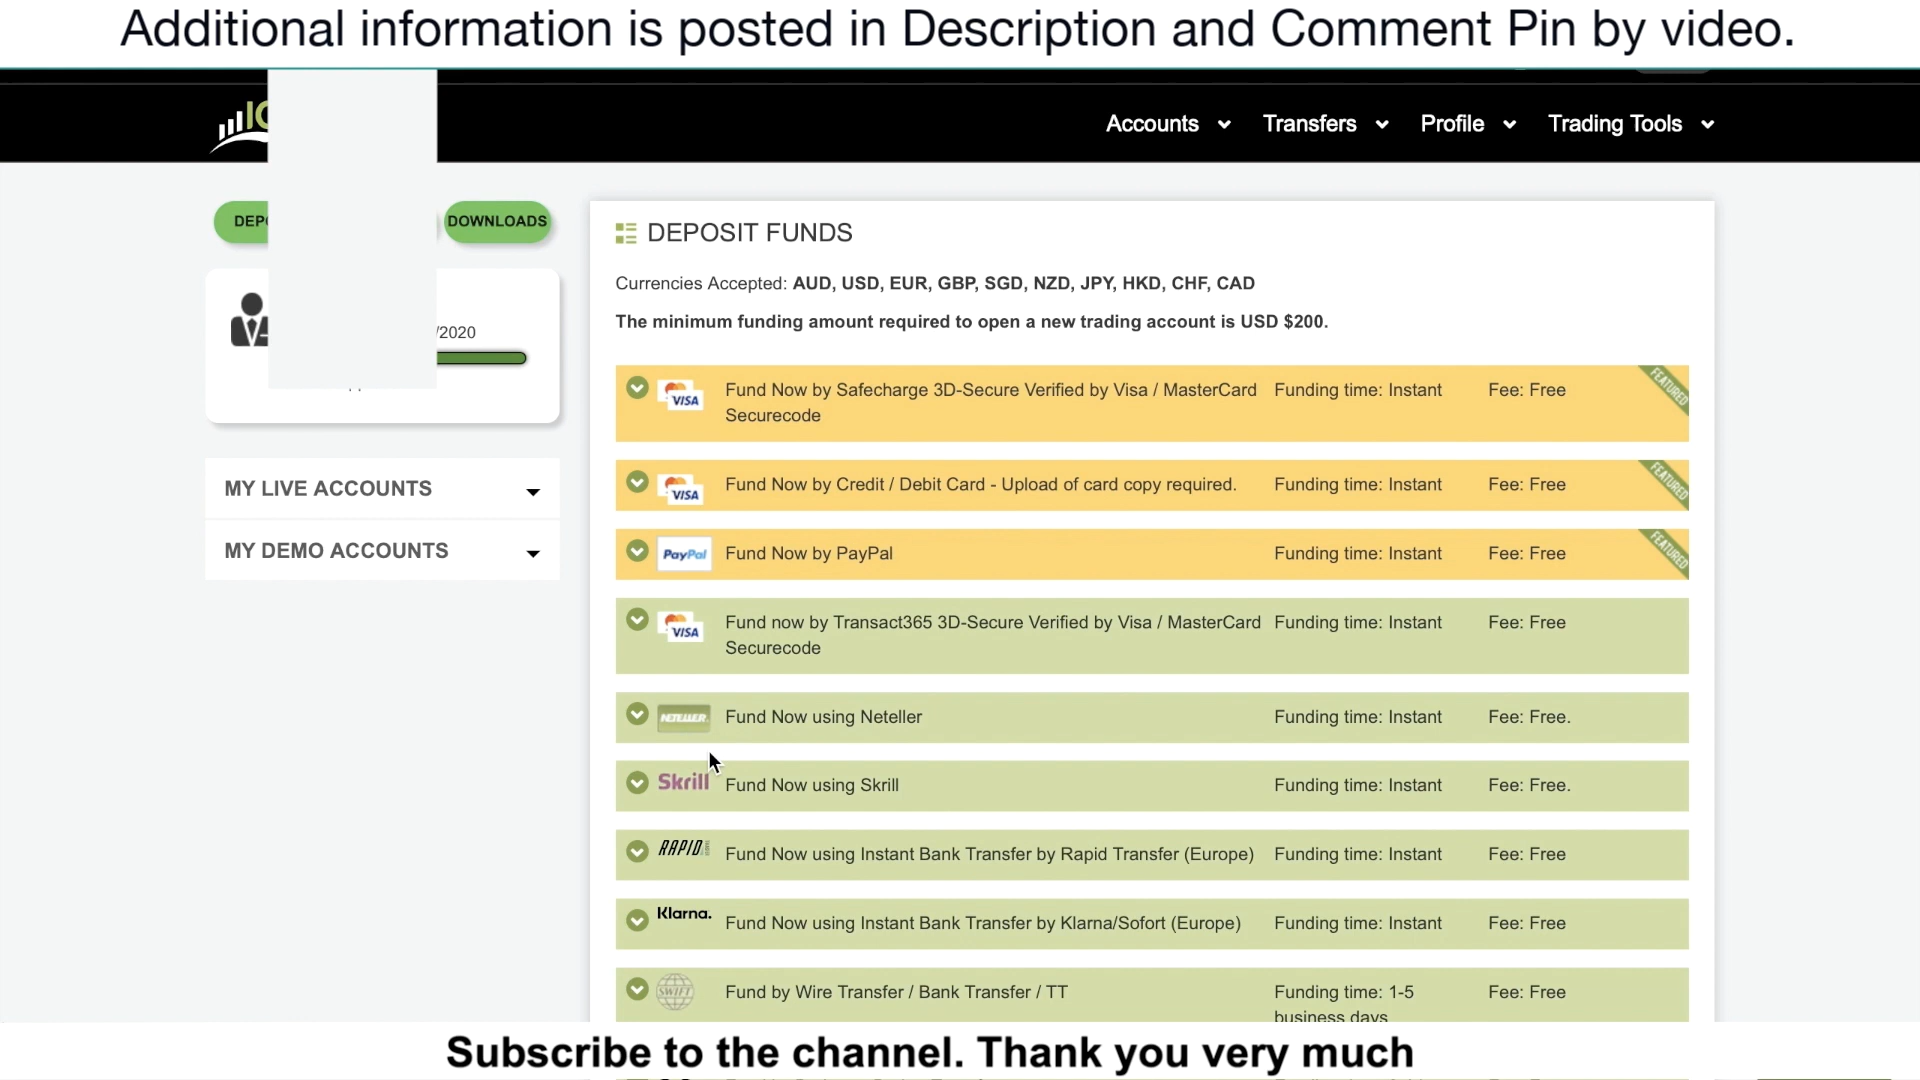 Additional information is posted in Description and Comment Pin by video.
IC
Accounts
Transfers
Profile
Trading Tools
DOWNLOADS
/2020
MY LIVE ACCOUNTS
MY DEMO ACCOUNTS
DEPOSIT FUNDS
Currencies Accepted: AUD, USD, EUR, GBP, SGD, NZD, JPY, HKD, CHF, CAD
The minimum funding amount required to open a new trading account is USD $200.
VISA Fund Now by Safecharge 3D-Secure Verified by Visa / MasterCard Funding time: Instant Fee: Free FEATURED
Securecode
VISA Fund Now by Credit / Debit Card - Upload of card copy required. Funding time: Instant Fee: Free FEATURED
PayPal Fund Now by PayPal Funding time: Instant Fee: Free FEATURED
VISA Fund now by Transact365 3D-Secure Verified by Visa / MasterCard Funding time: Instant Fee: Free
Securecode
NETELLER Fund Now using Neteller Funding time: Instant Fee: Free.
Skrill Fund Now using Skrill Funding time: Instant Fee: Free.
RAPID Fund Now using Instant Bank Transfer by Rapid Transfer (Europe) Funding time: Instant Fee: Free
Klarna. Fund Now using Instant Bank Transfer by Klarna/Sofort (Europe) Funding time: Instant Fee: Free
SWIFT Fund by Wire Transfer / Bank Transfer / TT Funding time: 1-5 Fee: Free
business days
Subscribe to the channel. Thank you very much